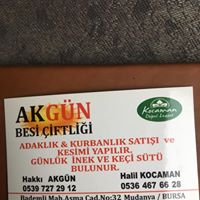 AKGÜN
BESİ ÇİFTLİĞİ
Kocaman
ADAKLIK & KURBANLIK SATIŞI ve
KESİMİ YAPILIR.
GÜNLÜK İNEK VE KEÇİ SÜTÜ
BULUNUR.
Hakkı AKGÜN
0539 727 29 12
Halil KOCAMAN
0536 467 66 28
Bademli Mah.Asma Cad.No:32 Mudanya / BURSA